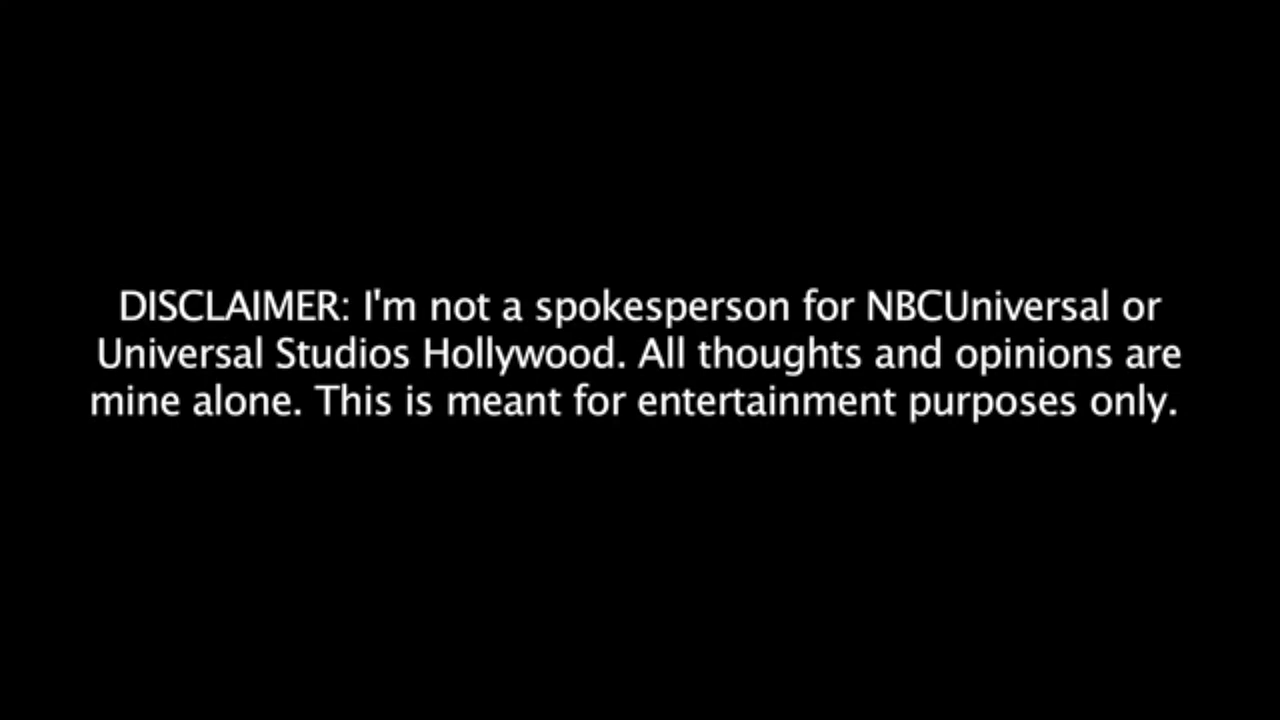 DISCLAIMER: I'm not a spokesperson for NBCUniversal or
Universal Studios Hollywood. All thoughts and opinions are
mine alone. This is meant for entertainment purposes only.